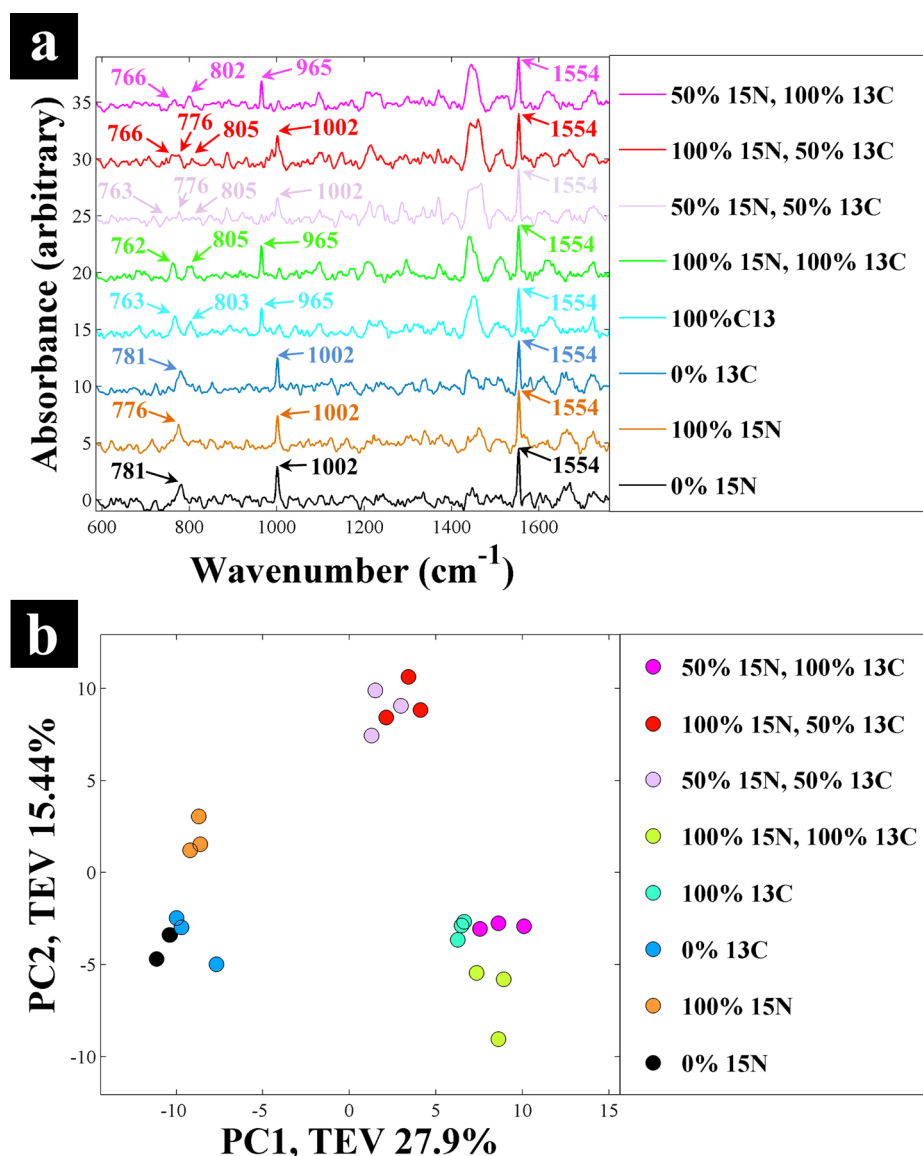 a
766 802 965 1554
766 776 805 1002 1554
763 776 805 1002 1554
762 805 965 1554
763 803 965 1554
781 1002 1554
776 1002 1554
781 1002 1554
35
30
25
20
15
10
5
0
600 800 1000 1200 1400 1600
Absorbance (arbitrary)
Wavenumber (cm-1)
50% 15N, 100% 13C
100% 15N, 50% 13C
50% 15N, 50% 13C
100% 15N, 100% 13C
100%C13
0% 13C
100% 15N
0% 15N
b
10
5
0
-5
-10
-10 -5 0 5 10 15
PC2, TEV 15.44%
PC1, TEV 27.9%
50% 15N, 100% 13C
100% 15N, 50% 13C
50% 15N, 50% 13C
100% 15N, 100% 13C
100% 13C
0% 13C
100% 15N
0% 15N